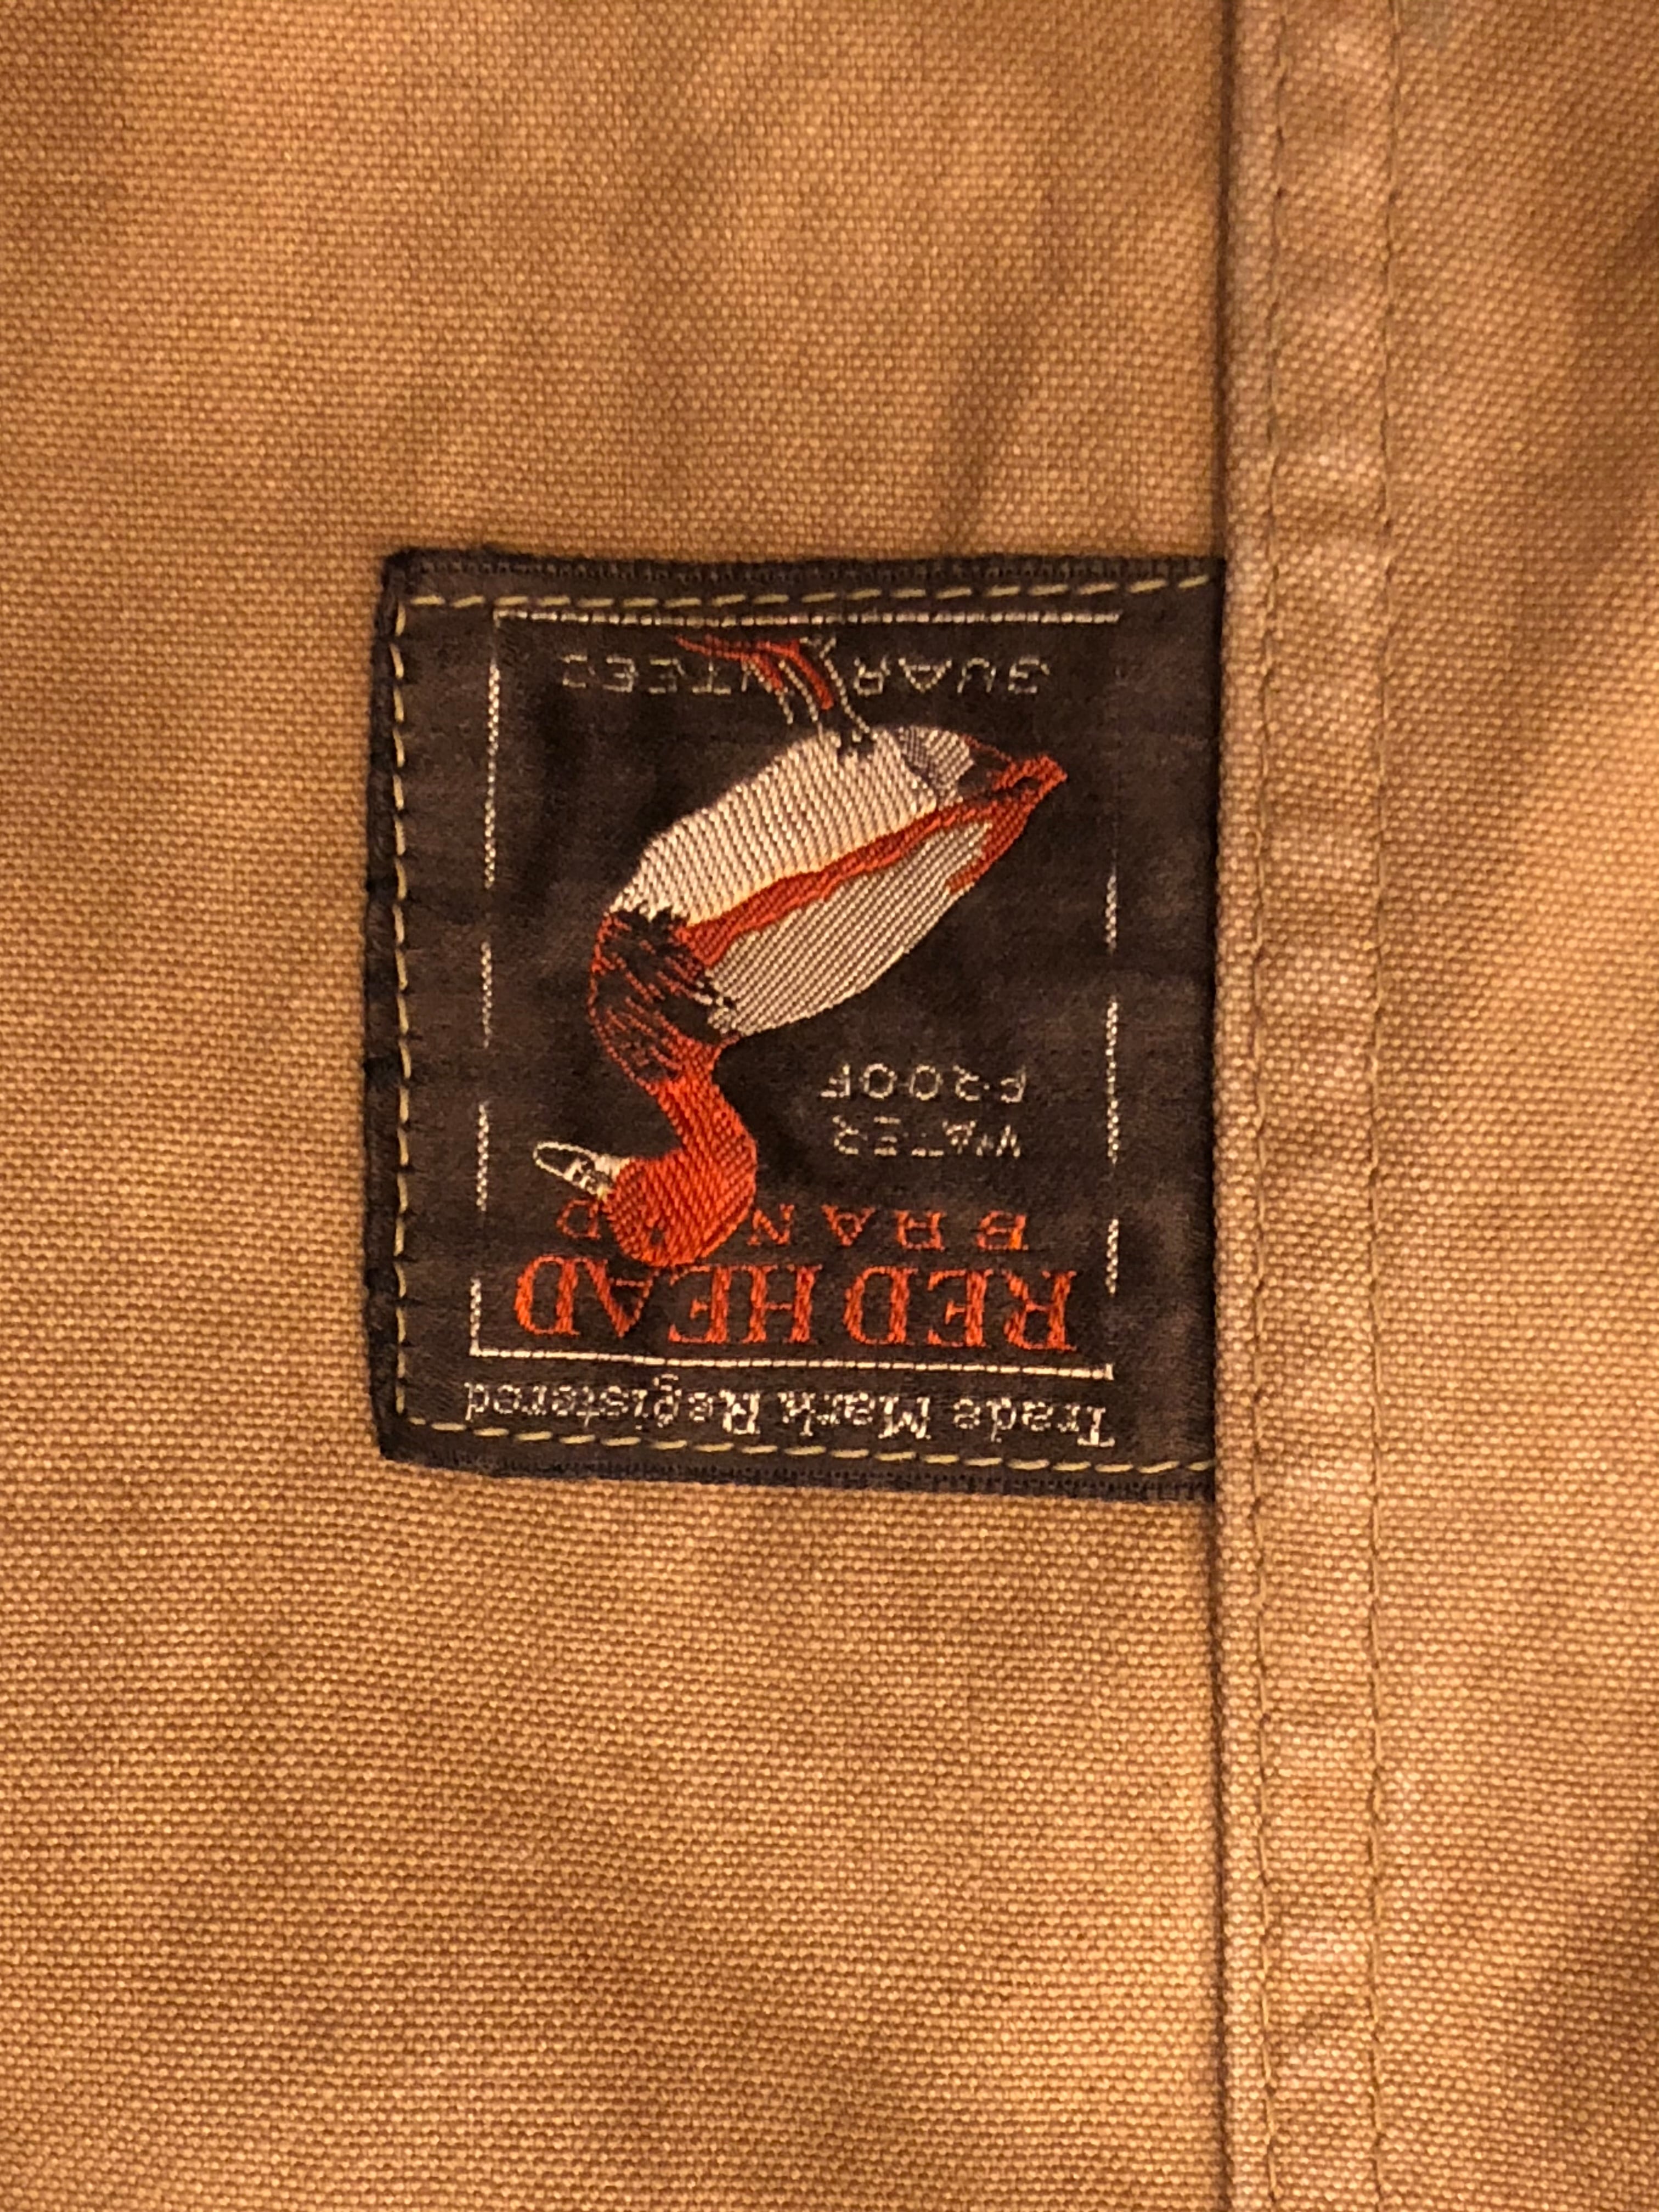 Trade Mark Registered
RED HEAD
BRAND
WATER
PROOF
GUARANTEED